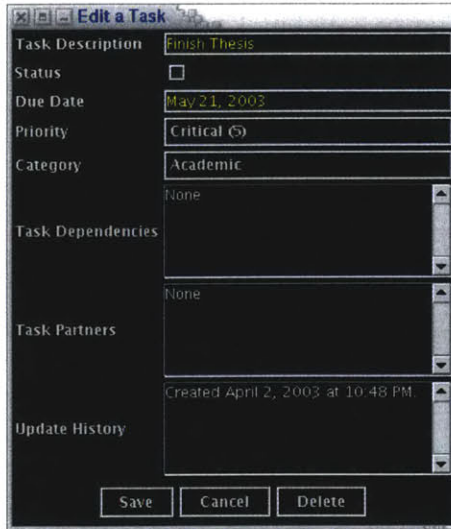 Edit a Task
Task Description Finish Thesis
Status
Due Date May 21, 2003
Priority Critical (5)
Category Academic
None
Task Dependencies
None
Task Partners
Created April 2, 2003 at 10:48 PM.
Update History
Save Cancel Delete